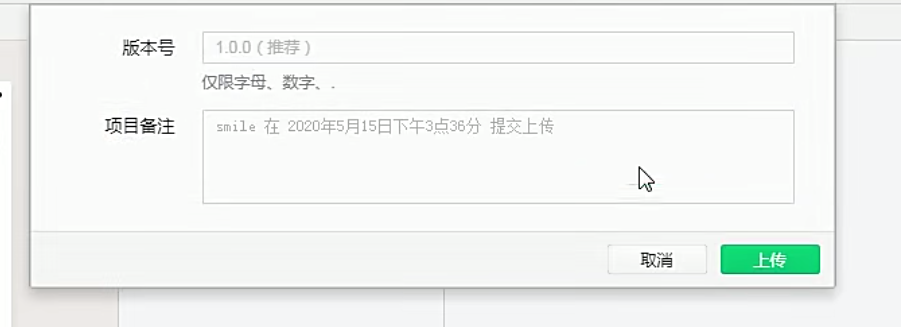 版本号 1.0.0 ( 推荐 )
仅限字母、数字、.
项目备注 smile 在 2020年5月15日下午3点36分 提交上传
取消 上传